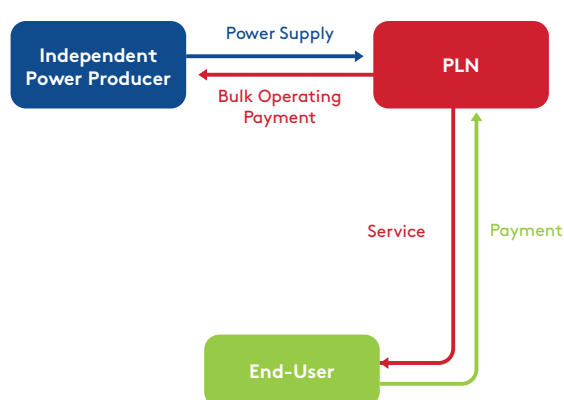 Independent
Power Producer
Power Supply
PLN
Bulk Operating
Payment
Service
Payment
End-User